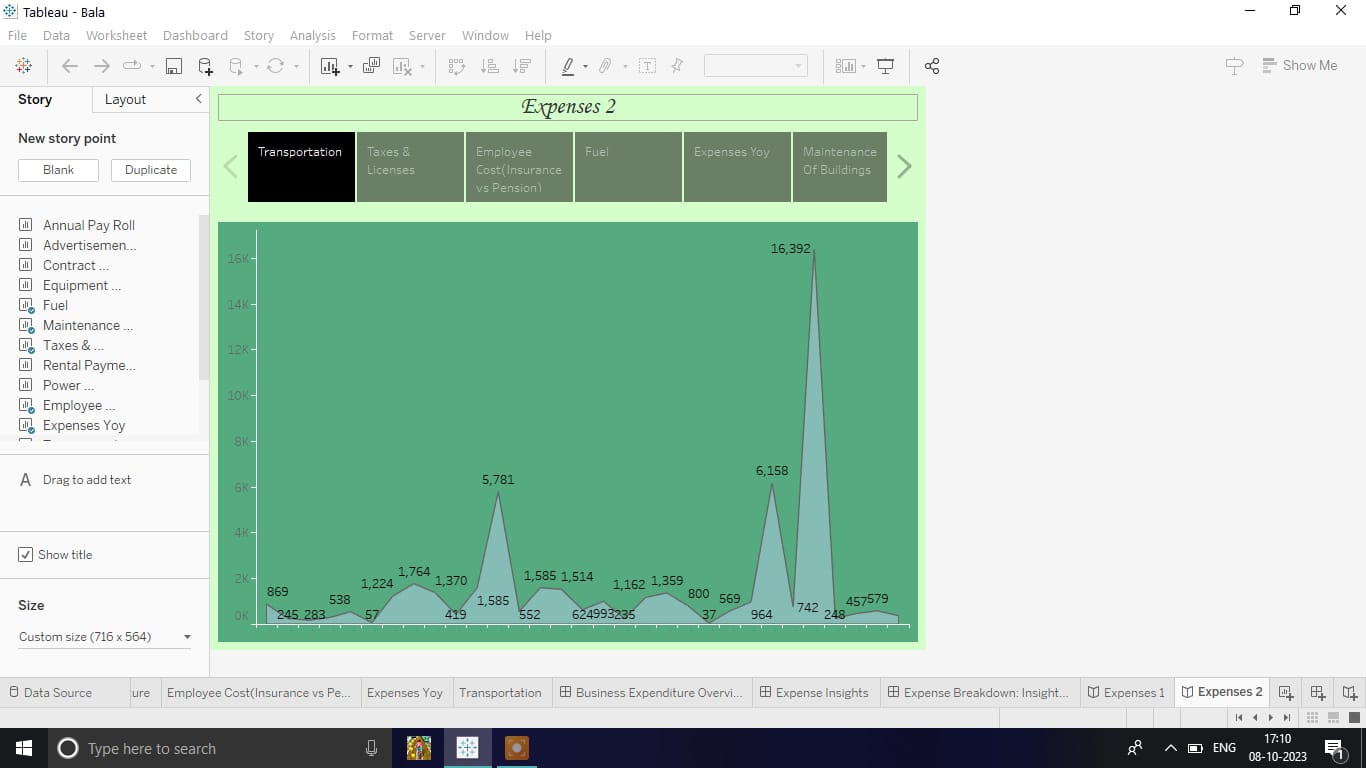 Tableau - Bala
File Data Worksheet Dashboard Story Analysis Format Server Window Help
Show Me
Story Layout
New story point
Blank Duplicate
Annual Pay Roll
Advertisemen...
Contract ...
Equipment ...
Fuel
Maintenance ...
Taxes & ...
Rental Payme...
Power ...
Employee ...
Expenses Yoy
A Drag to add text
Show title
Size
Custom size (716 x 564)
Expenses 2
Transportation
Taxes &
Licenses
Employee
Cost(Insurance
vs Pension)
Fuel
Expenses Yoy
Maintenance
Of Buildings
16K
14K
12K
10K
8K
6K
4K
2K
0K
869
245
283
538
57
1,224
1,764
1,370
419
1,585
5,781
552
1,585
1,514
624
993
235
1,162
1,359
800
37
569
964
6,158
742
16,392
248
457
579
Data Source ure Employee Cost(Insurance vs Pe... Expenses Yoy Transportation Business Expenditure Overvi... Expense Insights Expense Breakdown: Insight... Expenses 1 Expenses 2
Type here to search
ENG
17:10
08-10-2023
1